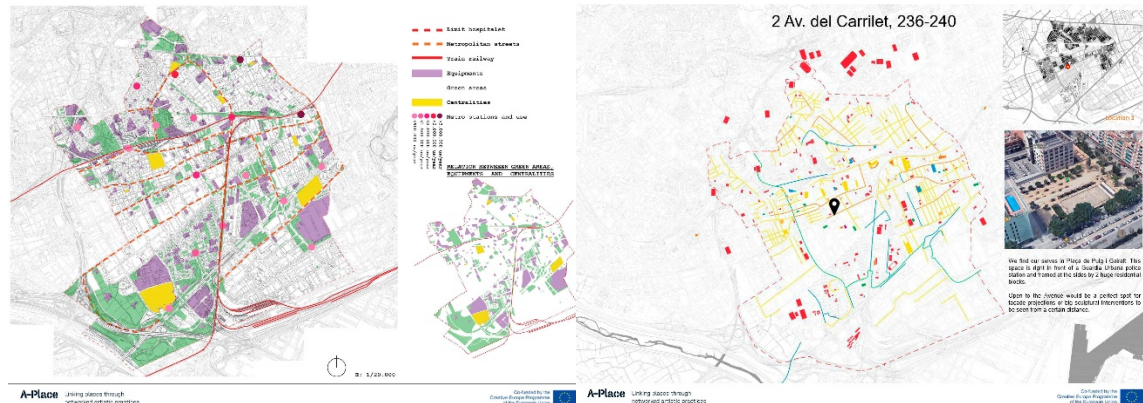 Limit hospitalet
Metropolitan streets
Train railway
Equipments
Green areas
Centralities
Metro stations and use
RELATION BETWEEN GREEN AREAS,
EQUIPMENTS AND CENTRALITIES
E: 1/25.000
A-Place
Linking places through
networked artistic practices
Co-funded by the
Creative Europe Programme
of the European Union
2 Av. del Carrilet, 236-240
Location 2
We find our selves in Plaça de Puig i Gairalt. This
space is right in front of a Guardia Urbana police
station and framed at the sides by 2 huge residential
blocks.
Open to the Avenue would be a perfect spot for
facade projections or big sculptural interventions to
be seen from a certain distance.
A-Place
Linking places through
networked artistic practices
Co-funded by the
Creative Europe Programme
of the European Union